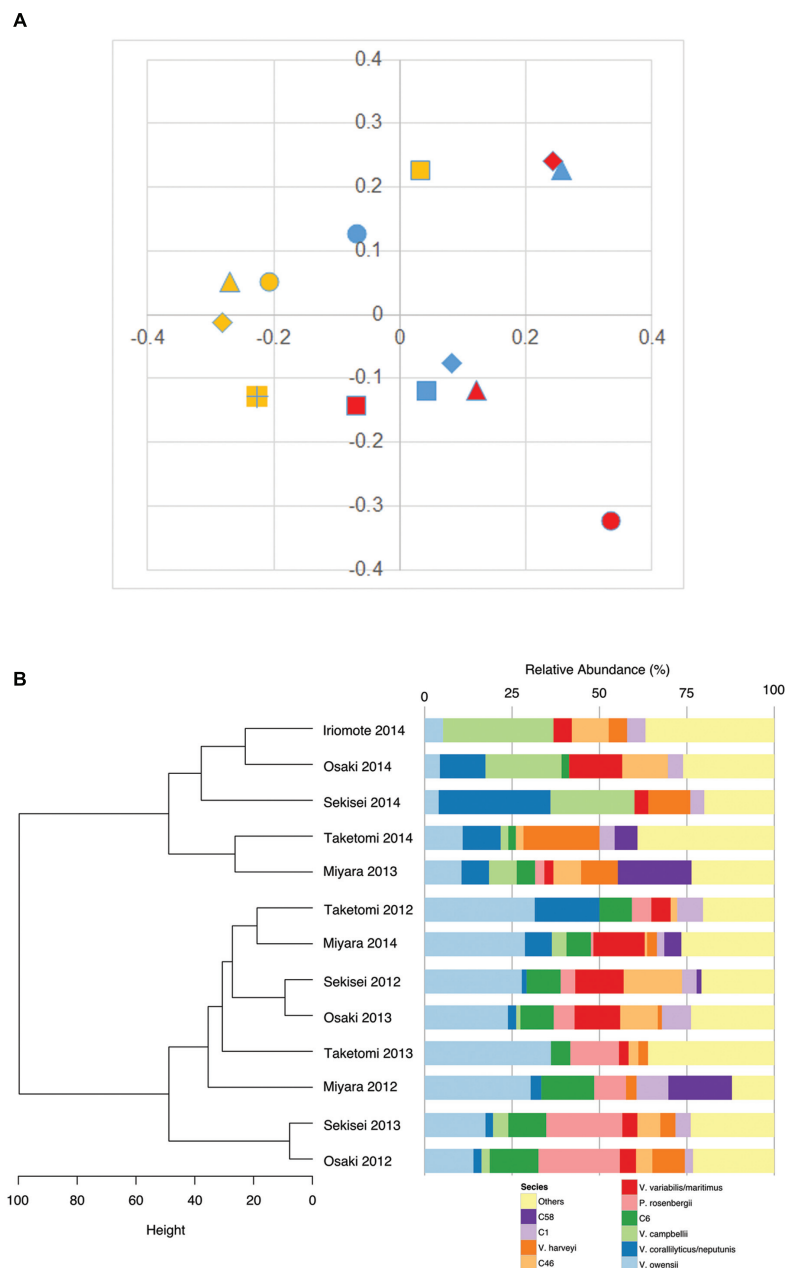 A
0.4
0.3
0.2
0.1
0
-0.4 -0.2 0 0.2 0.4
-0.1
-0.2
-0.3
-0.4
B
Relative Abundance (%)
0 25 50 75 100
Iriomote 2014
Osaki 2014
Sekisei 2014
Taketomi 2014
Miyara 2013
Taketomi 2012
Miyara 2014
Sekisei 2012
Osaki 2013
Taketomi 2013
Miyara 2012
Sekisei 2013
Osaki 2012
100 80 60 40 20 0
Height
Secies
Others
C58
C1
V. harveyi
C46
V. variabilis/maritimus
P. rosenbergii
C6
V. campbellii
V. corallilyticus/neptunis
V. owensii